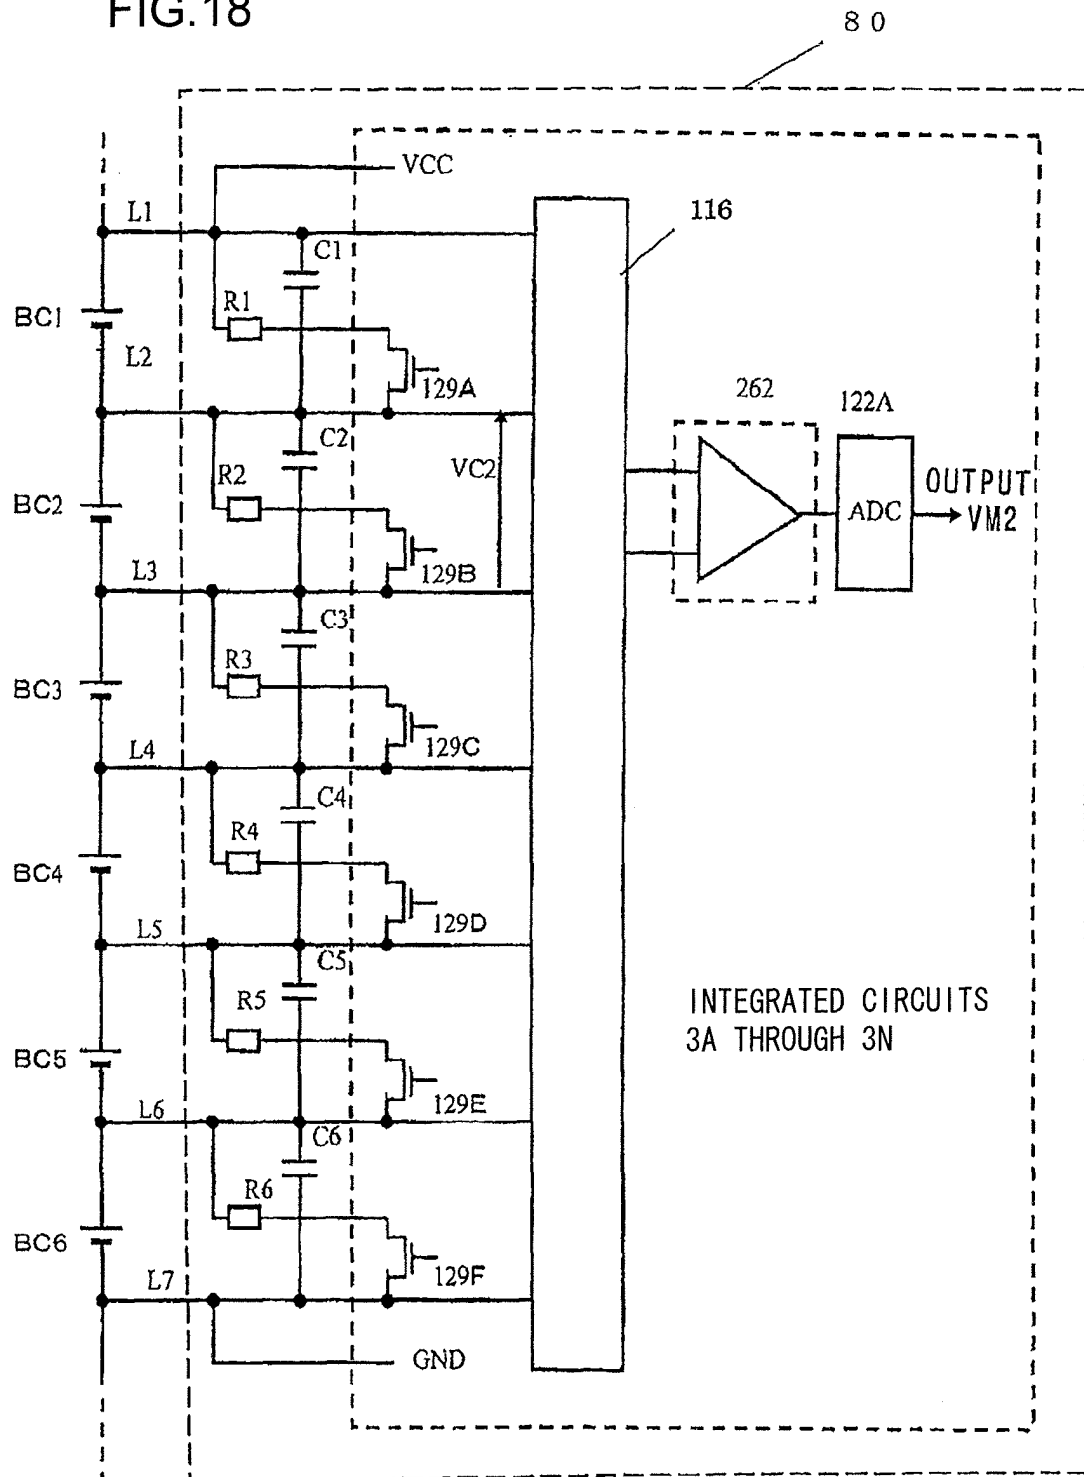 FIG.18
80
VCC
L1
116
C1
R1
BC1
L2
129A
262
122A
C2
VC2
R2
OUTPUT
VM2
ADC
BC2
L3
129B
C3
R3
BC3
L4
129C
C4
R4
BC4
L5
129D
C5
R5
INTEGRATED CIRCUITS
3A THROUGH 3N
BC5
L6
129E
C6
R6
BC6
L7
129F
GND